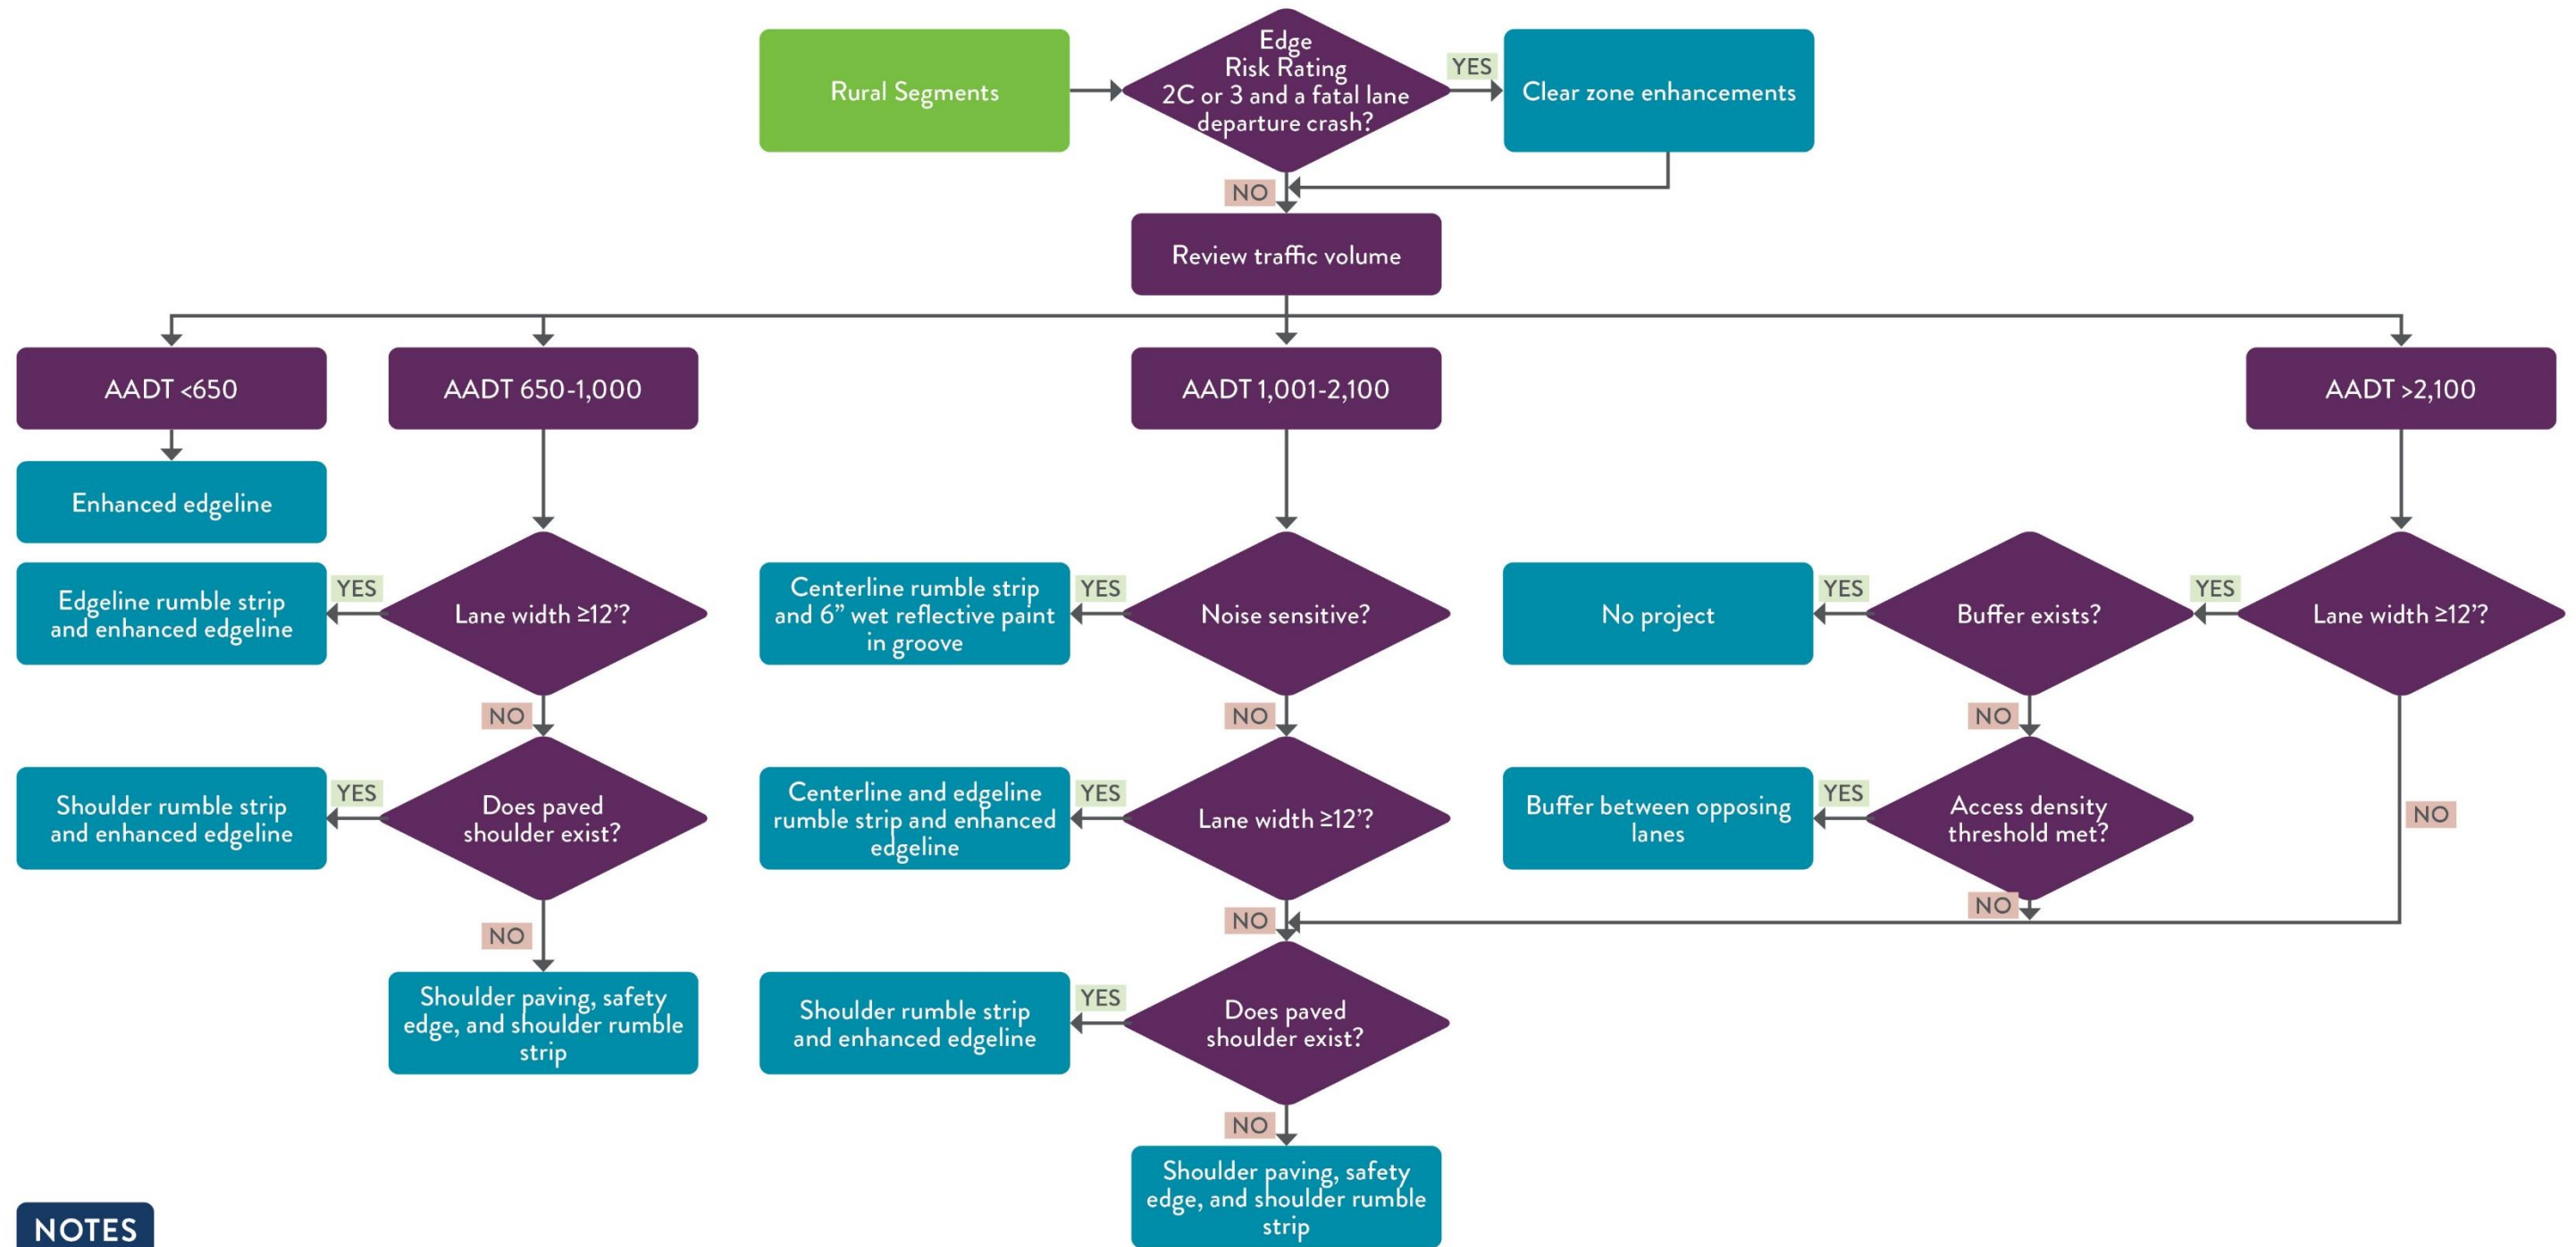 Rural Segments
Edge
Risk Rating
2C or 3 and a fatal lane
departure crash?
YES
Clear zone enhancements
NO
Review traffic volume
AADT <650
AADT 650-1,000
AADT 1,001-2,100
AADT >2,100
Enhanced edgeline
Edgeline rumble strip
and enhanced edgeline
YES
Lane width ≥12'?
Centerline rumble strip
and 6” wet reflective paint
in groove
YES
Noise sensitive?
No project
YES
Buffer exists?
YES
Lane width ≥12'?
NO
NO
NO
Shoulder rumble strip
and enhanced edgeline
YES
Does paved
shoulder exist?
Centerline and edgeline
rumble strip and enhanced
edgeline
YES
Lane width ≥12'?
Buffer between opposing
lanes
YES
Access density
threshold met?
NO
NO
NO
NO
Shoulder paving, safety
edge, and shoulder rumble
strip
Shoulder rumble strip
and enhanced edgeline
YES
Does paved
shoulder exist?
NO
Shoulder paving, safety
edge, and shoulder rumble
strip
NOTES